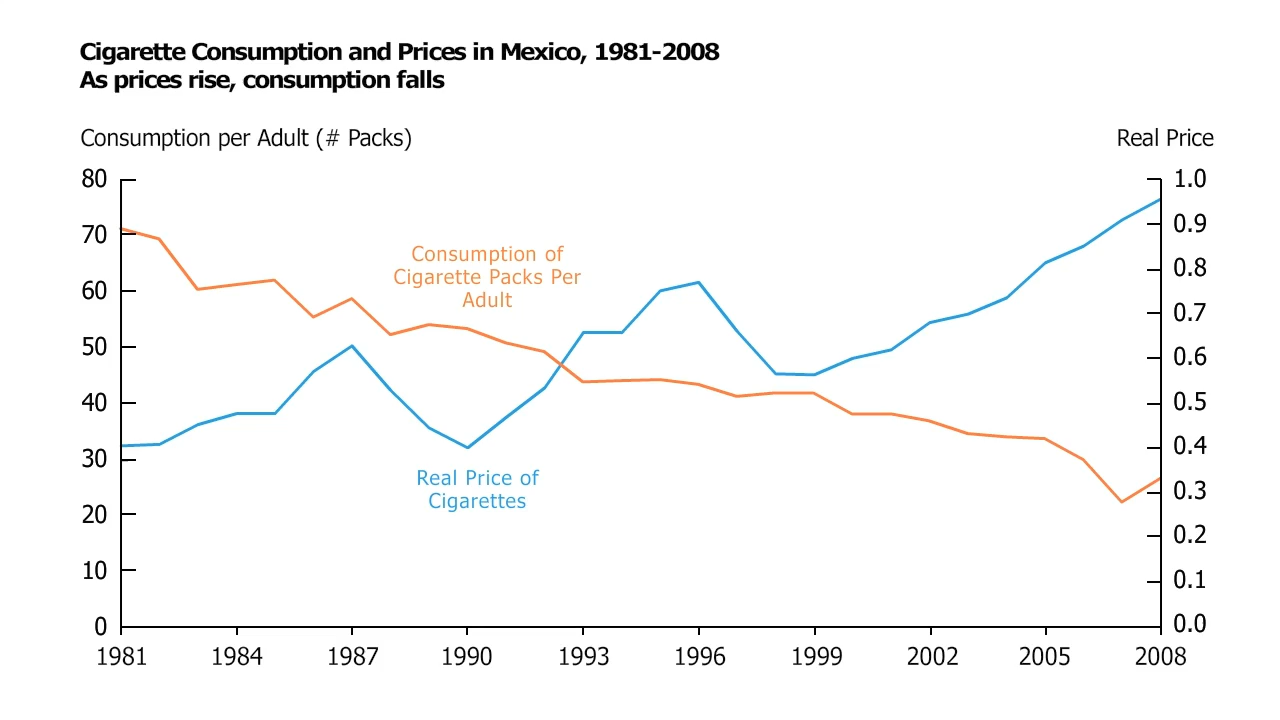 Cigarette Consumption and Prices in Mexico, 1981-2008
As prices rise, consumption falls
Consumption per Adult (# Packs)
Real Price
80
70
60
50
40
30
20
10
0
Consumption of
Cigarette Packs Per
Adult
Real Price of
Cigarettes
1.0
0.9
0.8
0.7
0.6
0.5
0.4
0.3
0.2
0.1
0.0
1981 1984 1987 1990 1993 1996 1999 2002 2005 2008